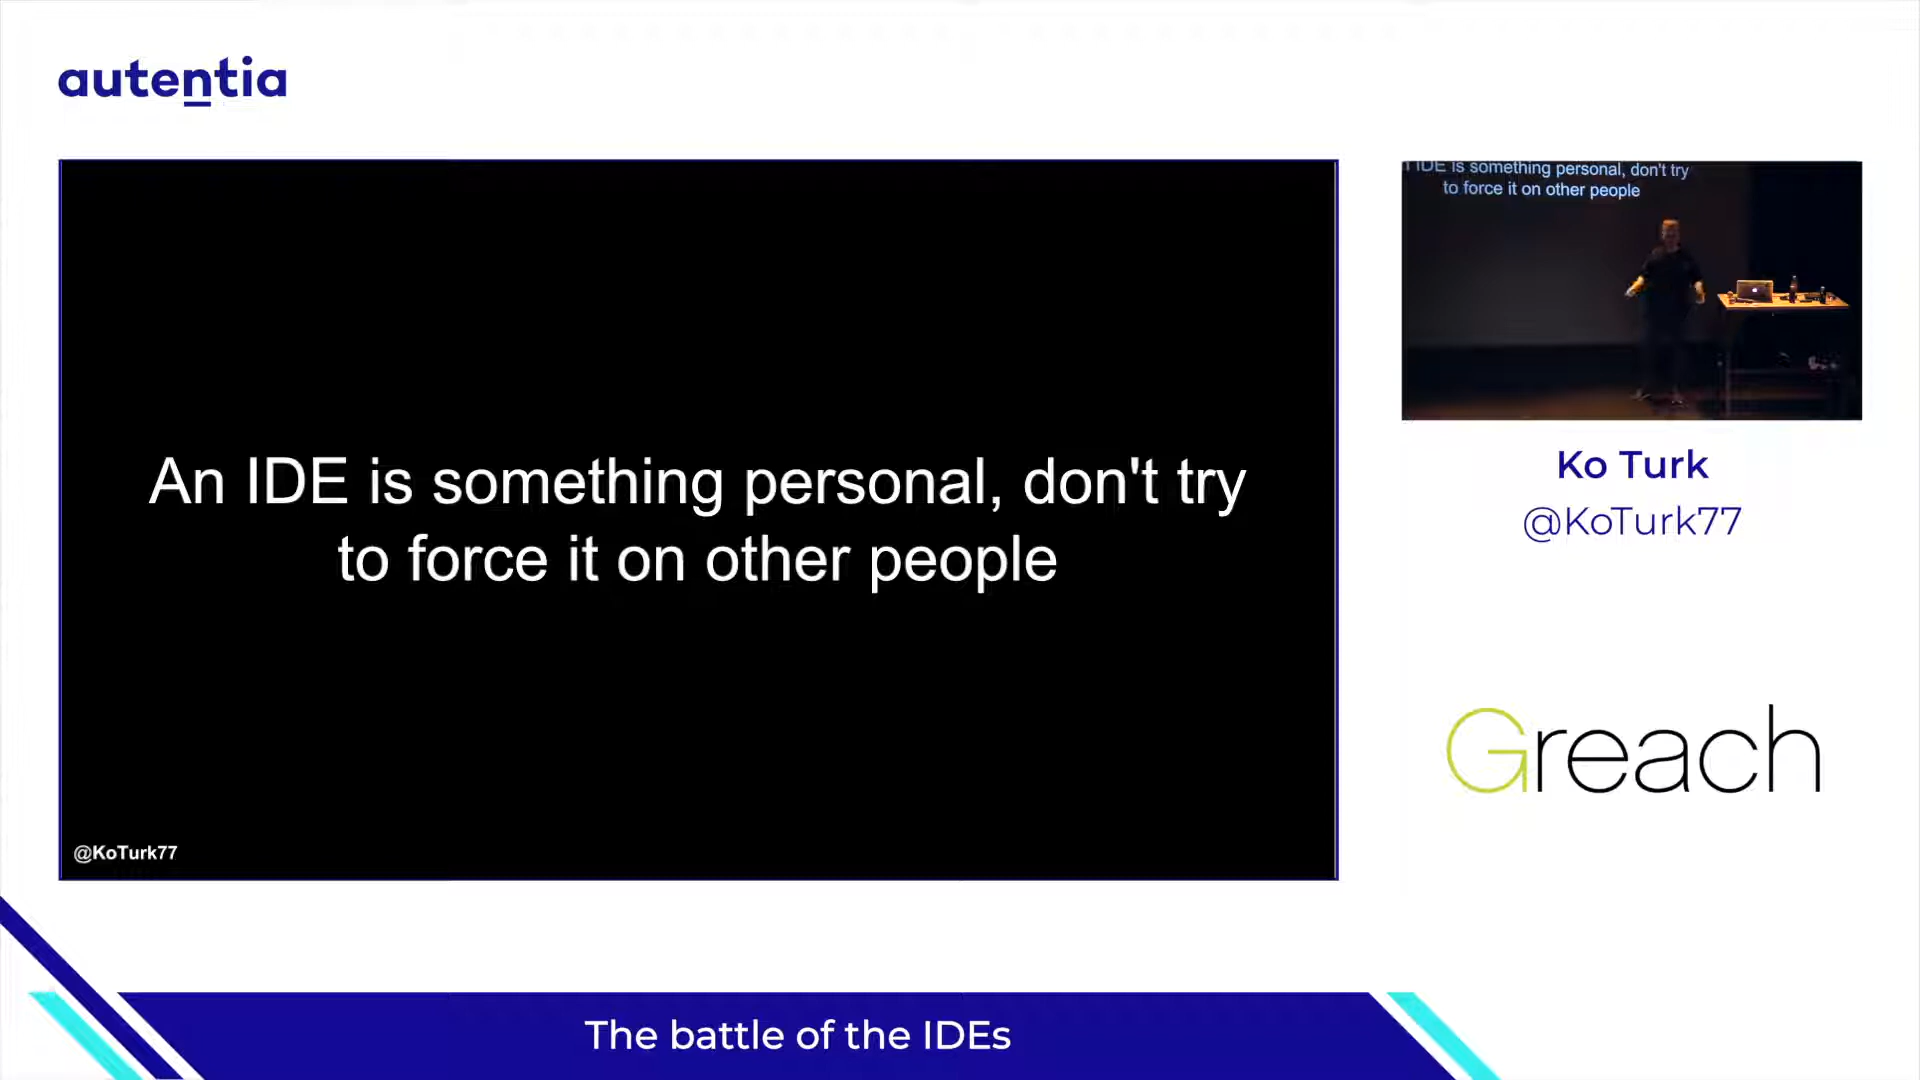 autentia
An IDE is something personal, don't try
to force it on other people
@KoTurk77
IDE is something personal, don't try
to force it on other people
Ko Turk
@KoTurk77
Greach
The battle of the IDEs